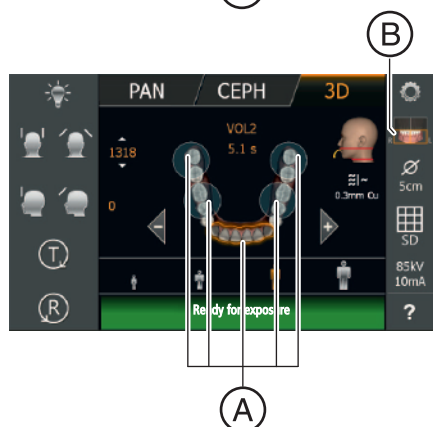 B
PAN CEPH 3D
VOL2
5.1 s
1318
0.3mm Cu
5cm
0
- +
SD
T
85kV
10mA
R
Ready for exposure
?
A